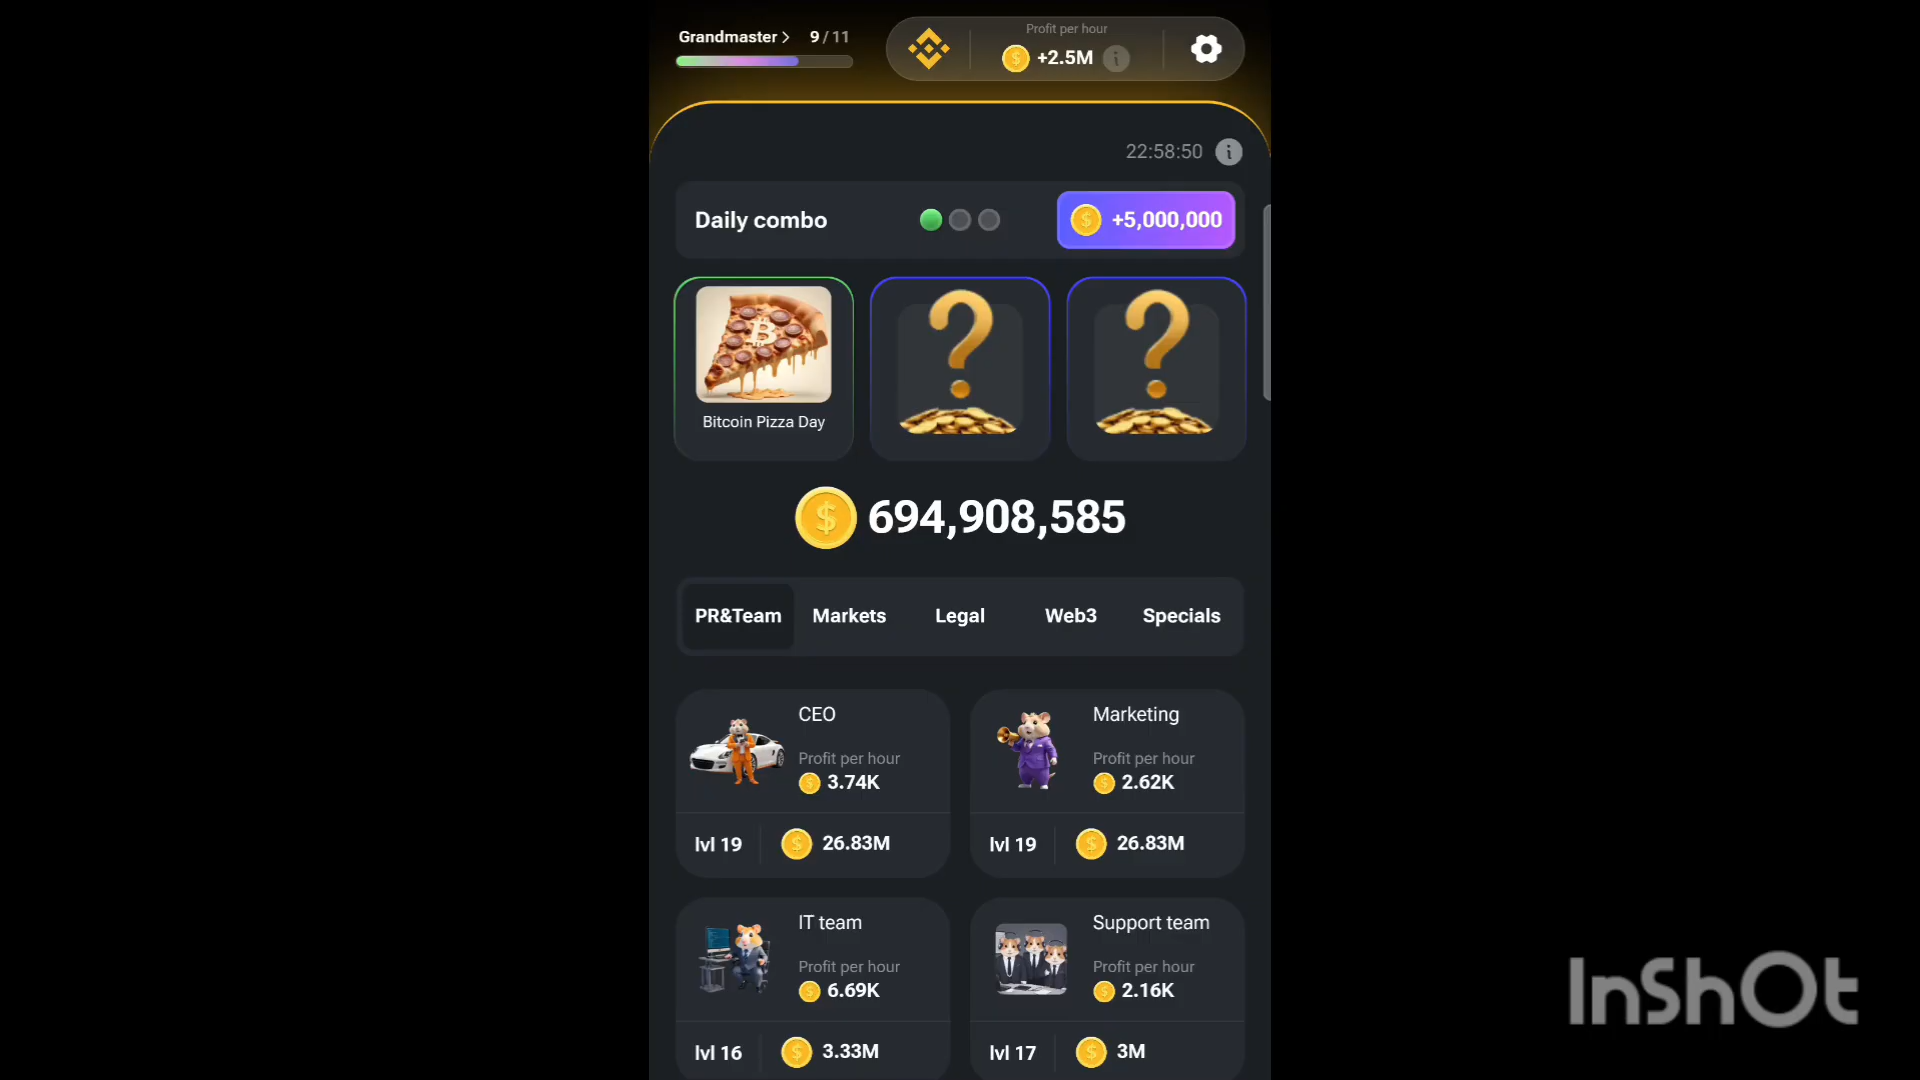 Grandmaster > 9 / 11
Profit per hour
+2.5M
22:58:50
Daily combo
+5,000,000
Bitcoin Pizza Day
694,908,585
PR&Team Markets Legal Web3 Specials
CEO
Profit per hour
3.74K
lvl 19 26.83M
Marketing
Profit per hour
2.62K
lvl 19 26.83M
IT team
Profit per hour
6.69K
lvl 16 3.33M
Support team
Profit per hour
2.16K
lvl 17 3M
InShOt